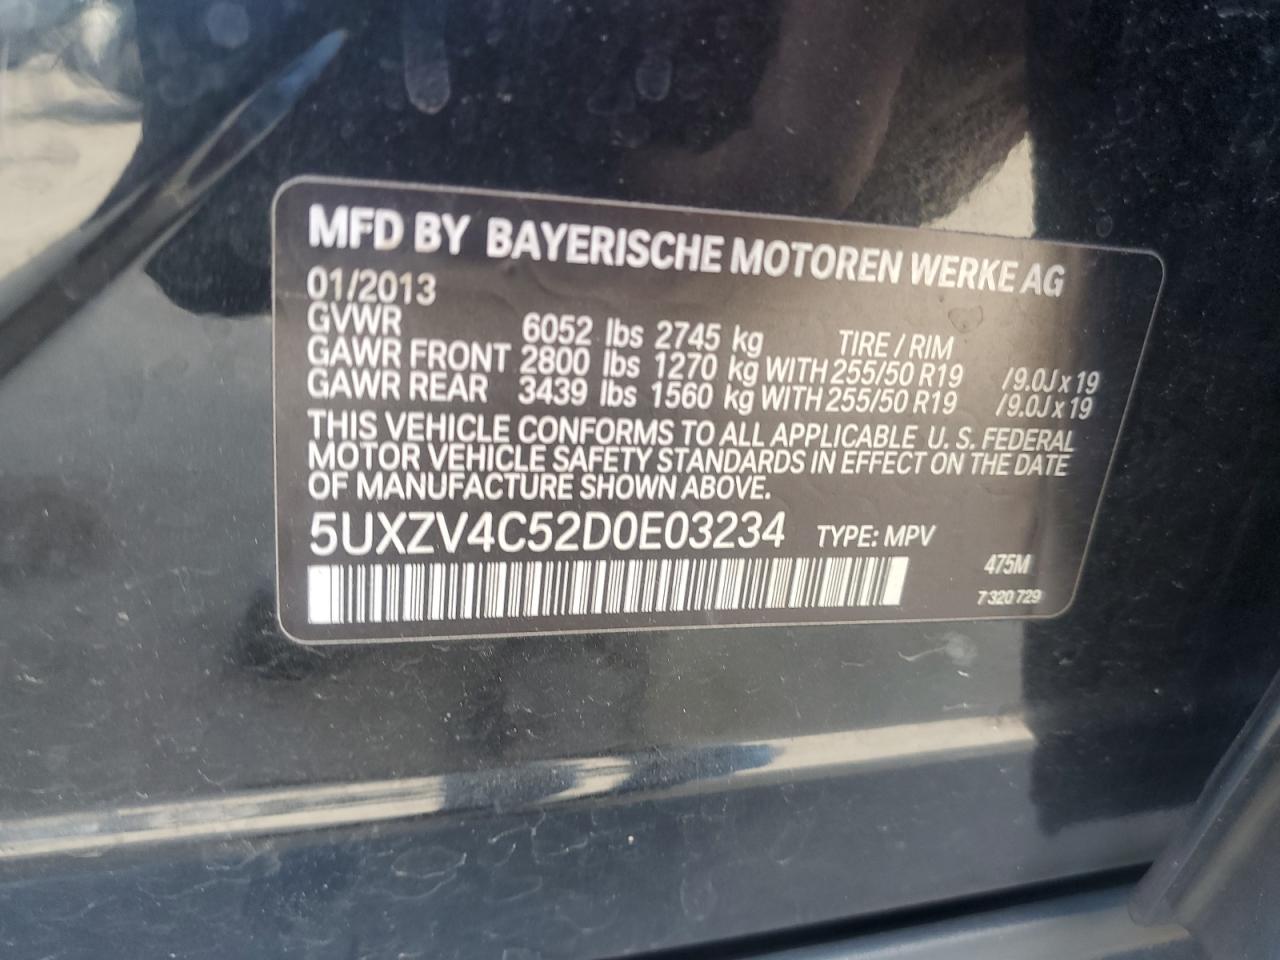 MFD BY BAYERISCHE MOTOREN WERKE AG
01/2013
GVWR 6052 lbs 2745 kg TIRE / RIM
GAWR FRONT 2800 lbs 1270 kg WITH 255/50 R19 /9.0J x 19
GAWR REAR 3439 lbs 1560 kg WITH 255/50 R19 /9.0J x 19
THIS VEHICLE CONFORMS TO ALL APPLICABLE U. S. FEDERAL
MOTOR VEHICLE SAFETY STANDARDS IN EFFECT ON THE DATE
OF MANUFACTURE SHOWN ABOVE.
5UXZV4C52D0E03234 TYPE: MPV
475M
7 320 729